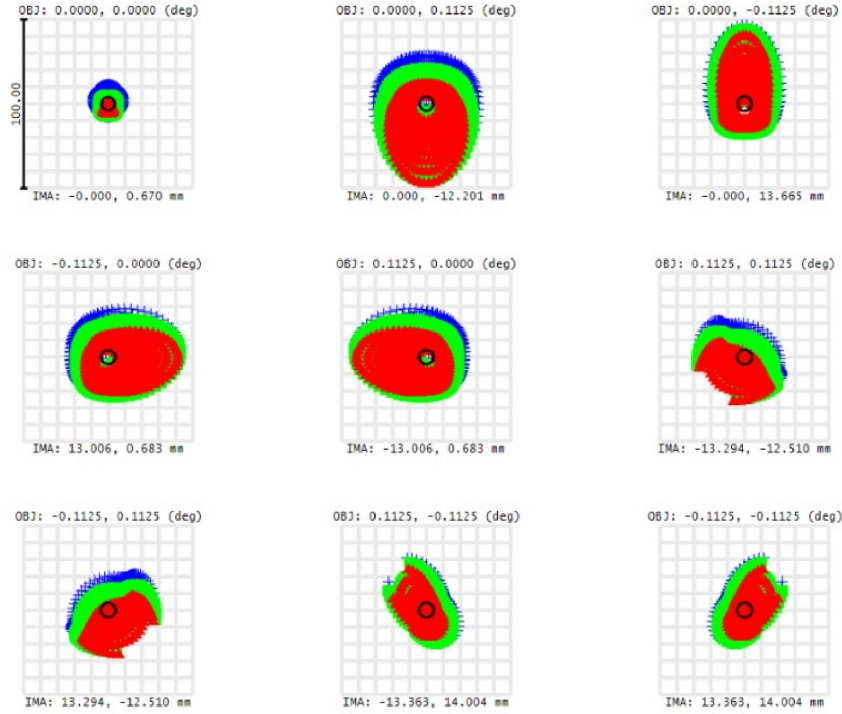 OBJ: 0.0000, 0.0000 (deg)
OBJ: 0.0000, 0.1125 (deg)
OBJ: 0.0000, -0.1125 (deg)
100.00
IMA: -0.000, 0.670 mm
IMA: 0.000, -12.201 mm
IMA: -0.000, 13.665 mm
OBJ: -0.1125, 0.0000 (deg)
OBJ: 0.1125, 0.0000 (deg)
OBJ: 0.1125, 0.1125 (deg)
IMA: 13.006, 0.683 mm
IMA: -13.006, 0.683 mm
IMA: -13.294, -12.510 mm
OBJ: -0.1125, 0.1125 (deg)
OBJ: 0.1125, -0.1125 (deg)
OBJ: -0.1125, -0.1125 (deg)
IMA: 13.294, -12.510 mm
IMA: -13.363, 14.004 mm
IMA: 13.363, 14.004 mm